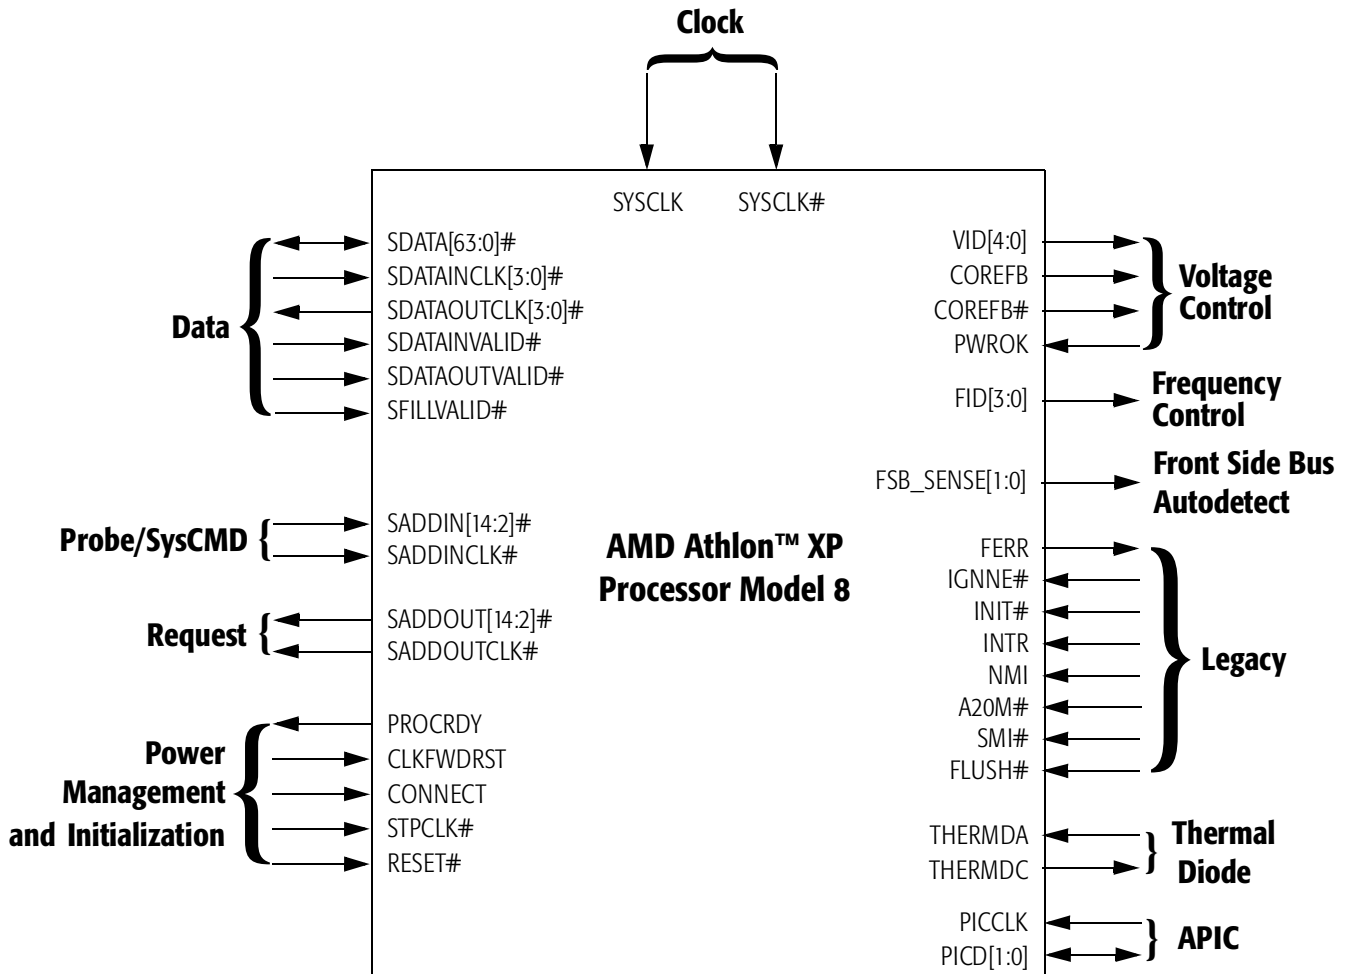 Clock
SYSCLK SYSCLK#
Data
SDATA[63:0]#
SDATAINCLK[3:0]#
SDATAOUTCLK[3:0]#
SDATAINVALID#
SDATAOUTVALID#
SFILLVALID#
Probe/SysCMD
SADDIN[14:2]#
SADDINCLK#
Request
SADDOUT[14:2]#
SADDOUTCLK#
Power
Management
and Initialization
PROCRDY
CLKFWDRST
CONNECT
STPCLK#
RESET#
AMD Athlon™ XP
Processor Model 8
VID[4:0]
COREFB
COREFB#
PWROK
Voltage
Control
FID[3:0]
Frequency
Control
FSB_SENSE[1:0]
Front Side Bus
Autodetect
FERR
IGNNE#
INIT#
INTR
NMI
A20M#
SMI#
FLUSH#
Legacy
THERMDA
THERMDC
Thermal
Diode
PICCLK
PICD[1:0]
APIC